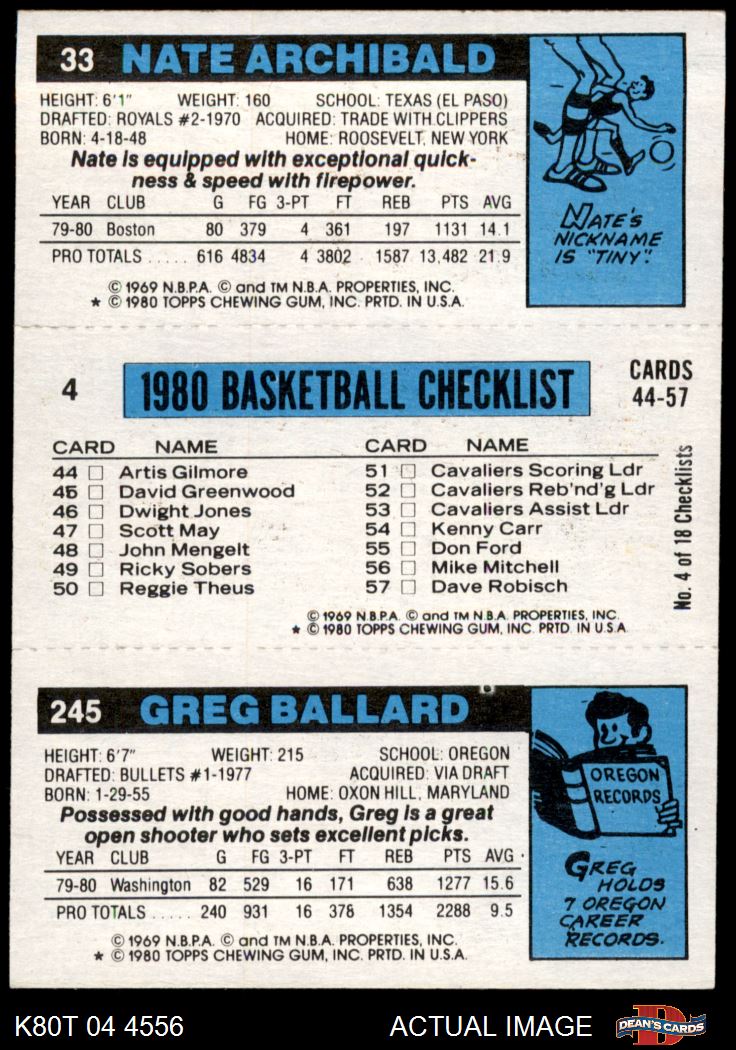 33 NATE ARCHIBALD
HEIGHT: 6'1" WEIGHT: 160 SCHOOL: TEXAS (EL PASO)
DRAFTED: ROYALS #2-1970 ACQUIRED: TRADE WITH CLIPPERS
BORN: 4-18-48 HOME: ROOSEVELT, NEW YORK
Nate is equipped with exceptional quick-
ness & speed with firepower.
YEAR CLUB G FG 3-PT FT REB PTS AVG
79-80 Boston 80 379 4 361 197 1131 14.1
PRO TOTALS ..... 616 4834 4 3802 1587 13,482 21.9
© 1969 N.B.P.A. © and TM N.B.A. PROPERTIES, INC.
* © 1980 TOPPS CHEWING GUM, INC. PRTD. IN U.S.A.
NATE'S
NICKNAME
IS "TINY".
4 1980 BASKETBALL CHECKLIST CARDS
44-57
CARD NAME CARD NAME
44 □ Artis Gilmore 51 □ Cavaliers Scoring Ldr
45 □ David Greenwood 52 □ Cavaliers Reb'nd'g Ldr
46 □ Dwight Jones 53 □ Cavaliers Assist Ldr
47 □ Scott May 54 □ Kenny Carr
48 □ John Mengelt 55 □ Don Ford
49 □ Ricky Sobers 56 □ Mike Mitchell
50 □ Reggie Theus 57 □ Dave Robisch
No. 4 of 18 Checklists
© 1969 N.B.P.A. © and TM N.B.A. PROPERTIES, INC.
* © 1980 TOPPS CHEWING GUM, INC. PRTD. IN U.S.A.
245 GREG BALLARD
HEIGHT: 6'7" WEIGHT: 215 SCHOOL: OREGON
DRAFTED: BULLETS #1-1977 ACQUIRED: VIA DRAFT
BORN: 1-29-55 HOME: OXON HILL, MARYLAND
Possessed with good hands, Greg is a great
open shooter who sets excellent picks.
YEAR CLUB G FG 3-PT FT REB PTS AVG
79-80 Washington 82 529 16 171 638 1277 15.6
PRO TOTALS ..... 240 931 16 378 1354 2288 9.5
© 1969 N.B.P.A. © and TM N.B.A. PROPERTIES, INC.
* © 1980 TOPPS CHEWING GUM, INC. PRTD. IN U.S.A.
OREGON
RECORDS
GREG
HOLDS
7 OREGON
CAREER
RECORDS.
K80T 04 4556 ACTUAL IMAGE DEAN'S CARDS